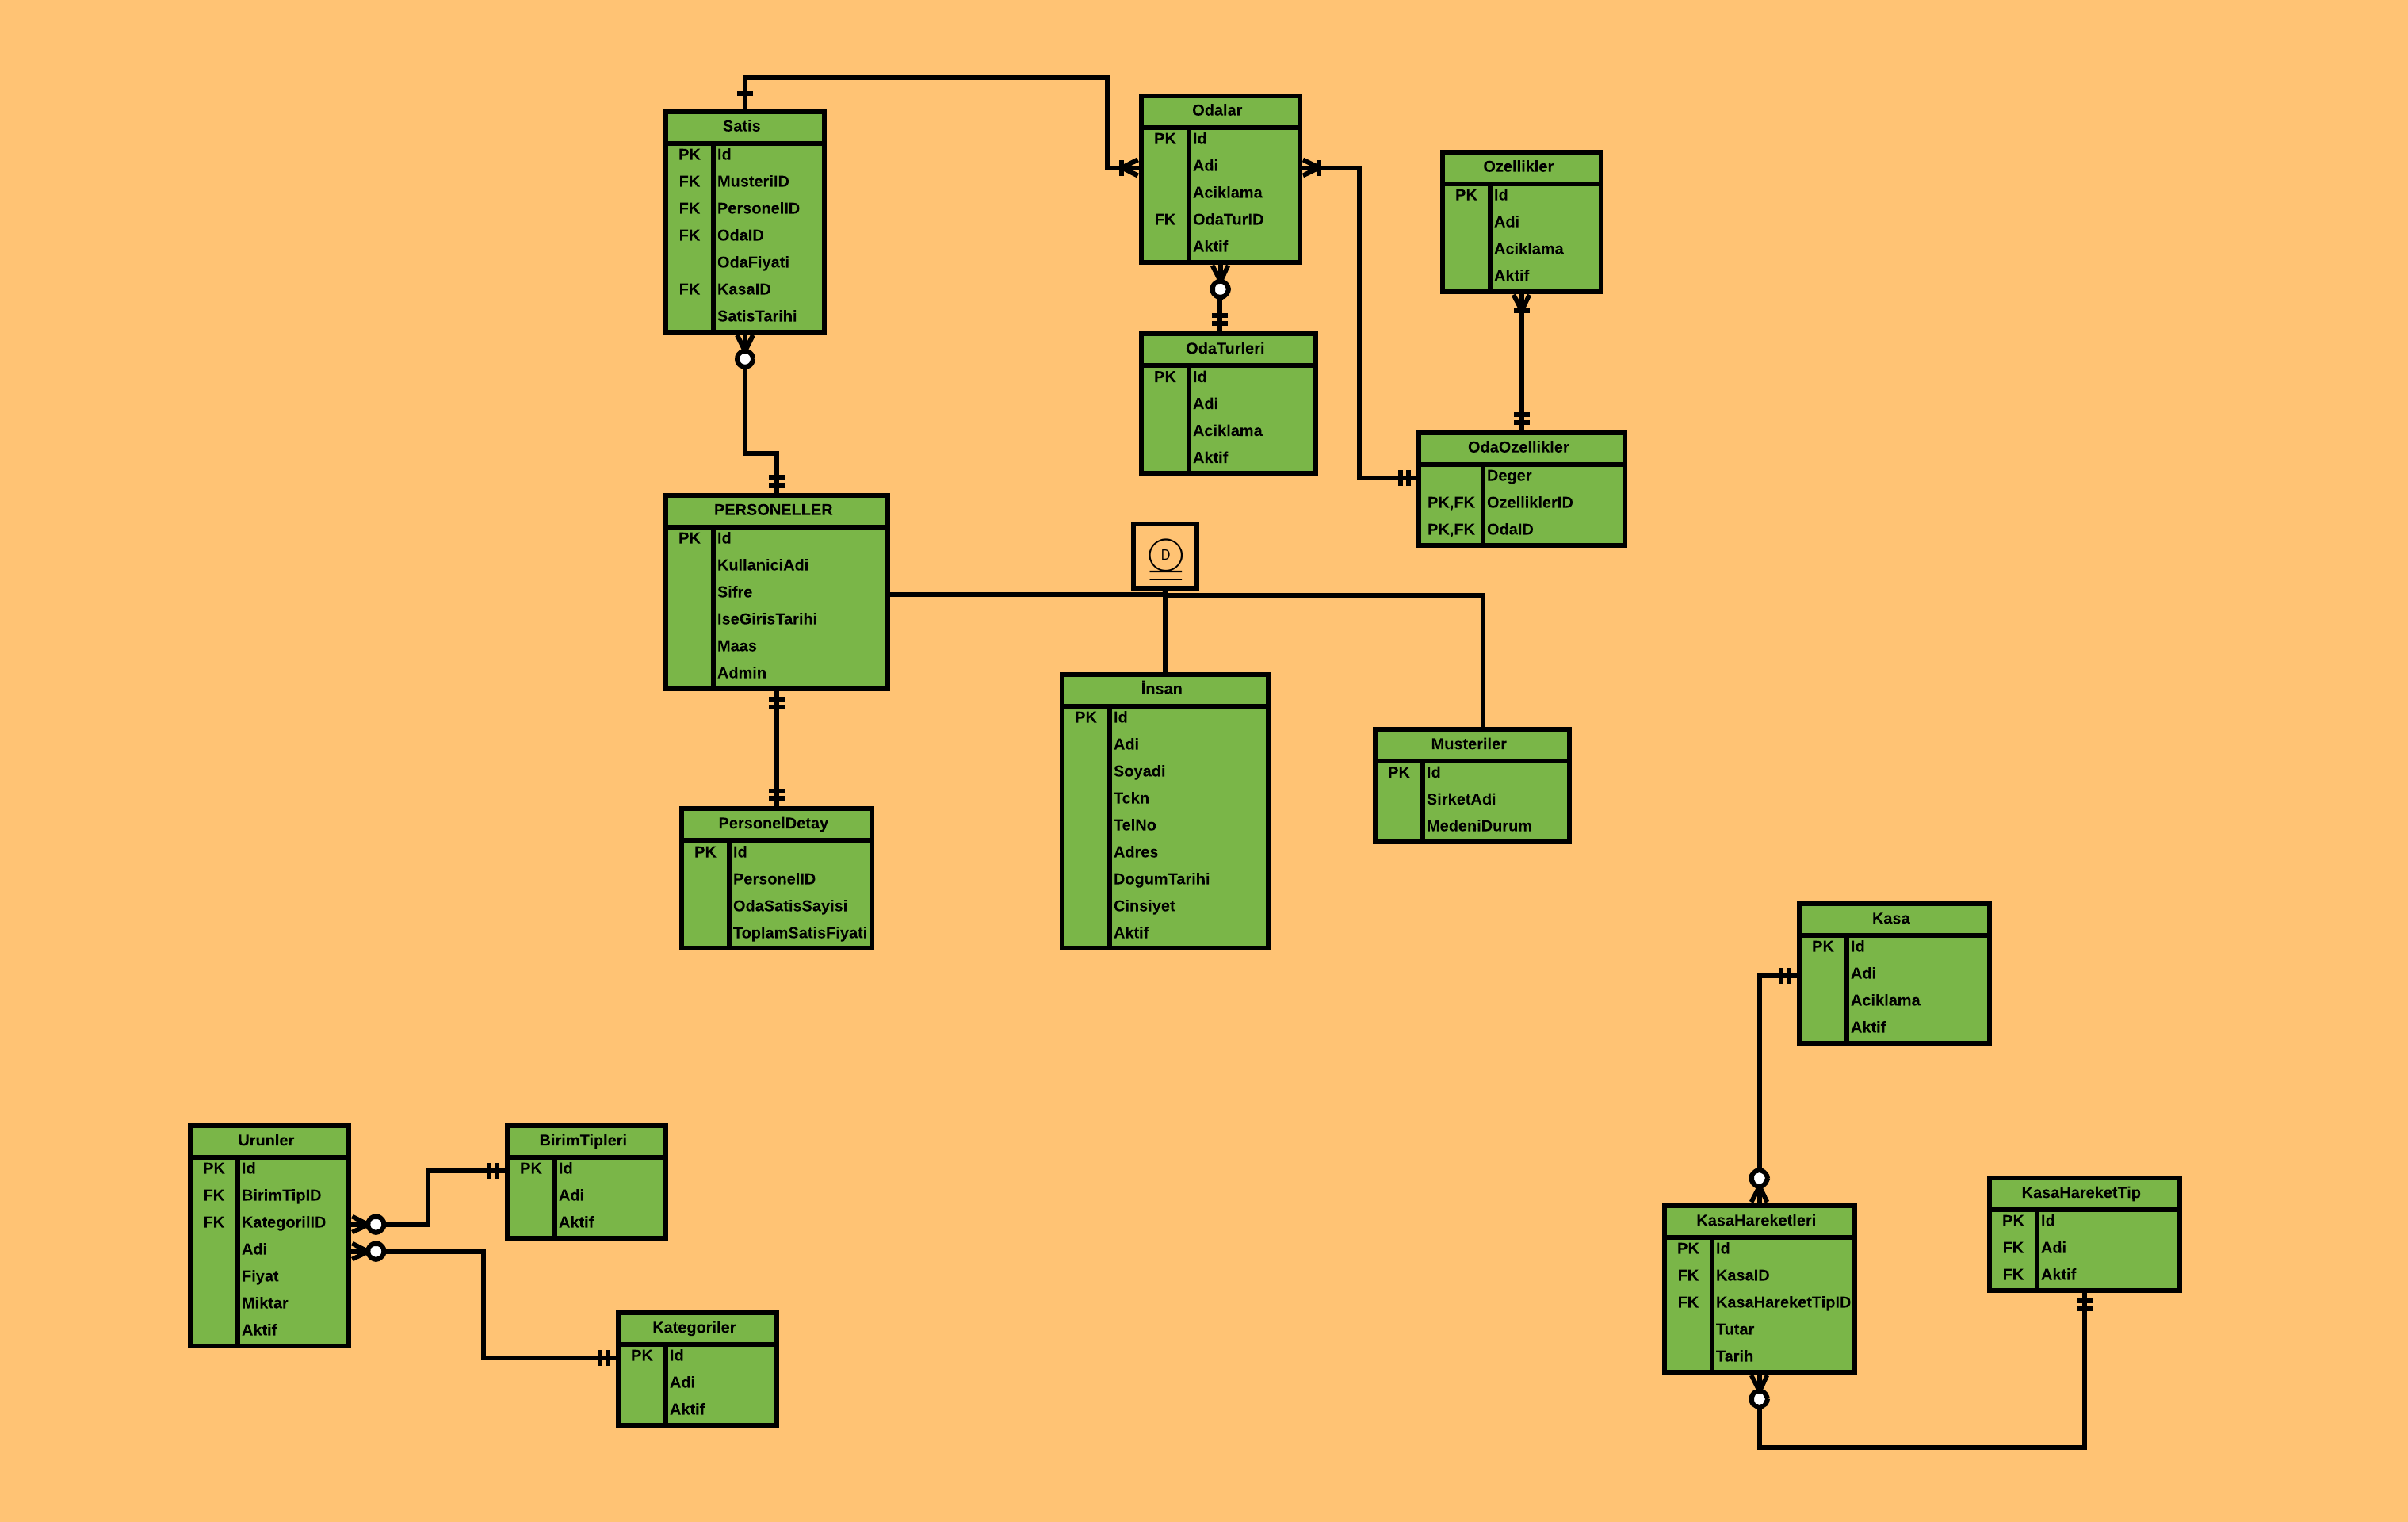 Satis
PK Id
FK MusteriID
FK PersonelID
FK OdaID
OdaFiyati
FK KasaID
SatisTarihi
Odalar
PK Id
Adi
Aciklama
FK OdaTurID
Aktif
Ozellikler
PK Id
Adi
Aciklama
Aktif
OdaTurleri
PK Id
Adi
Aciklama
Aktif
OdaOzellikler
Deger
PK,FK OzelliklerID
PK,FK OdaID
PERSONELLER
PK Id
KullaniciAdi
Sifre
IseGirisTarihi
Maas
Admin
D
İnsan
PK Id
Adi
Soyadi
Tckn
TelNo
Adres
DogumTarihi
Cinsiyet
Aktif
Musteriler
PK Id
SirketAdi
MedeniDurum
PersonelDetay
PK Id
PersonelID
OdaSatisSayisi
ToplamSatisFiyati
Kasa
PK Id
Adi
Aciklama
Aktif
Urunler
PK Id
FK BirimTipID
FK KategoriID
Adi
Fiyat
Miktar
Aktif
BirimTipleri
PK Id
Adi
Aktif
Kategoriler
PK Id
Adi
Aktif
KasaHareketleri
PK Id
FK KasaID
FK KasaHareketTipID
Tutar
Tarih
KasaHareketTip
PK Id
FK Adi
FK Aktif